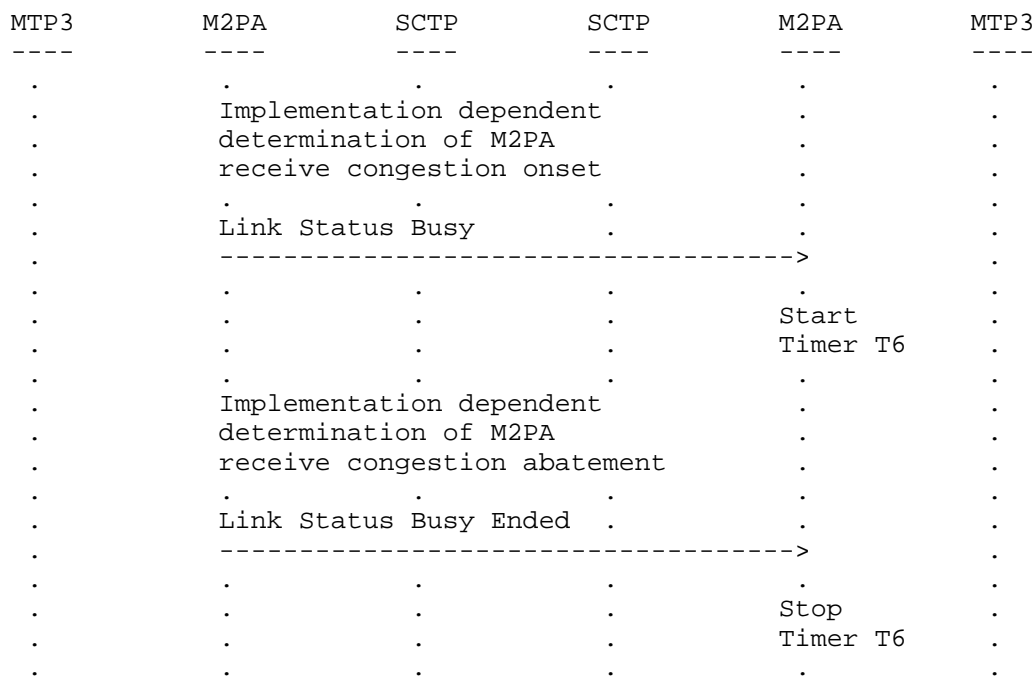 MTP3 M2PA SCTP SCTP M2PA MTP3
---- ---- ---- ---- ---- ----
. . . . . .
. Implementation dependent . .
. determination of M2PA . .
. receive congestion onset . .
. . . . . .
. Link Status Busy . . .
. ------------------------------------> .
. . . . . .
. . . . Start .
. . . . Timer T6 .
. . . . . .
. Implementation dependent . .
. determination of M2PA . .
. receive congestion abatement . .
. . . . . .
. Link Status Busy Ended . . .
. ------------------------------------> .
. . . . . .
. . . . Stop .
. . . . Timer T6 .
. . . . . .